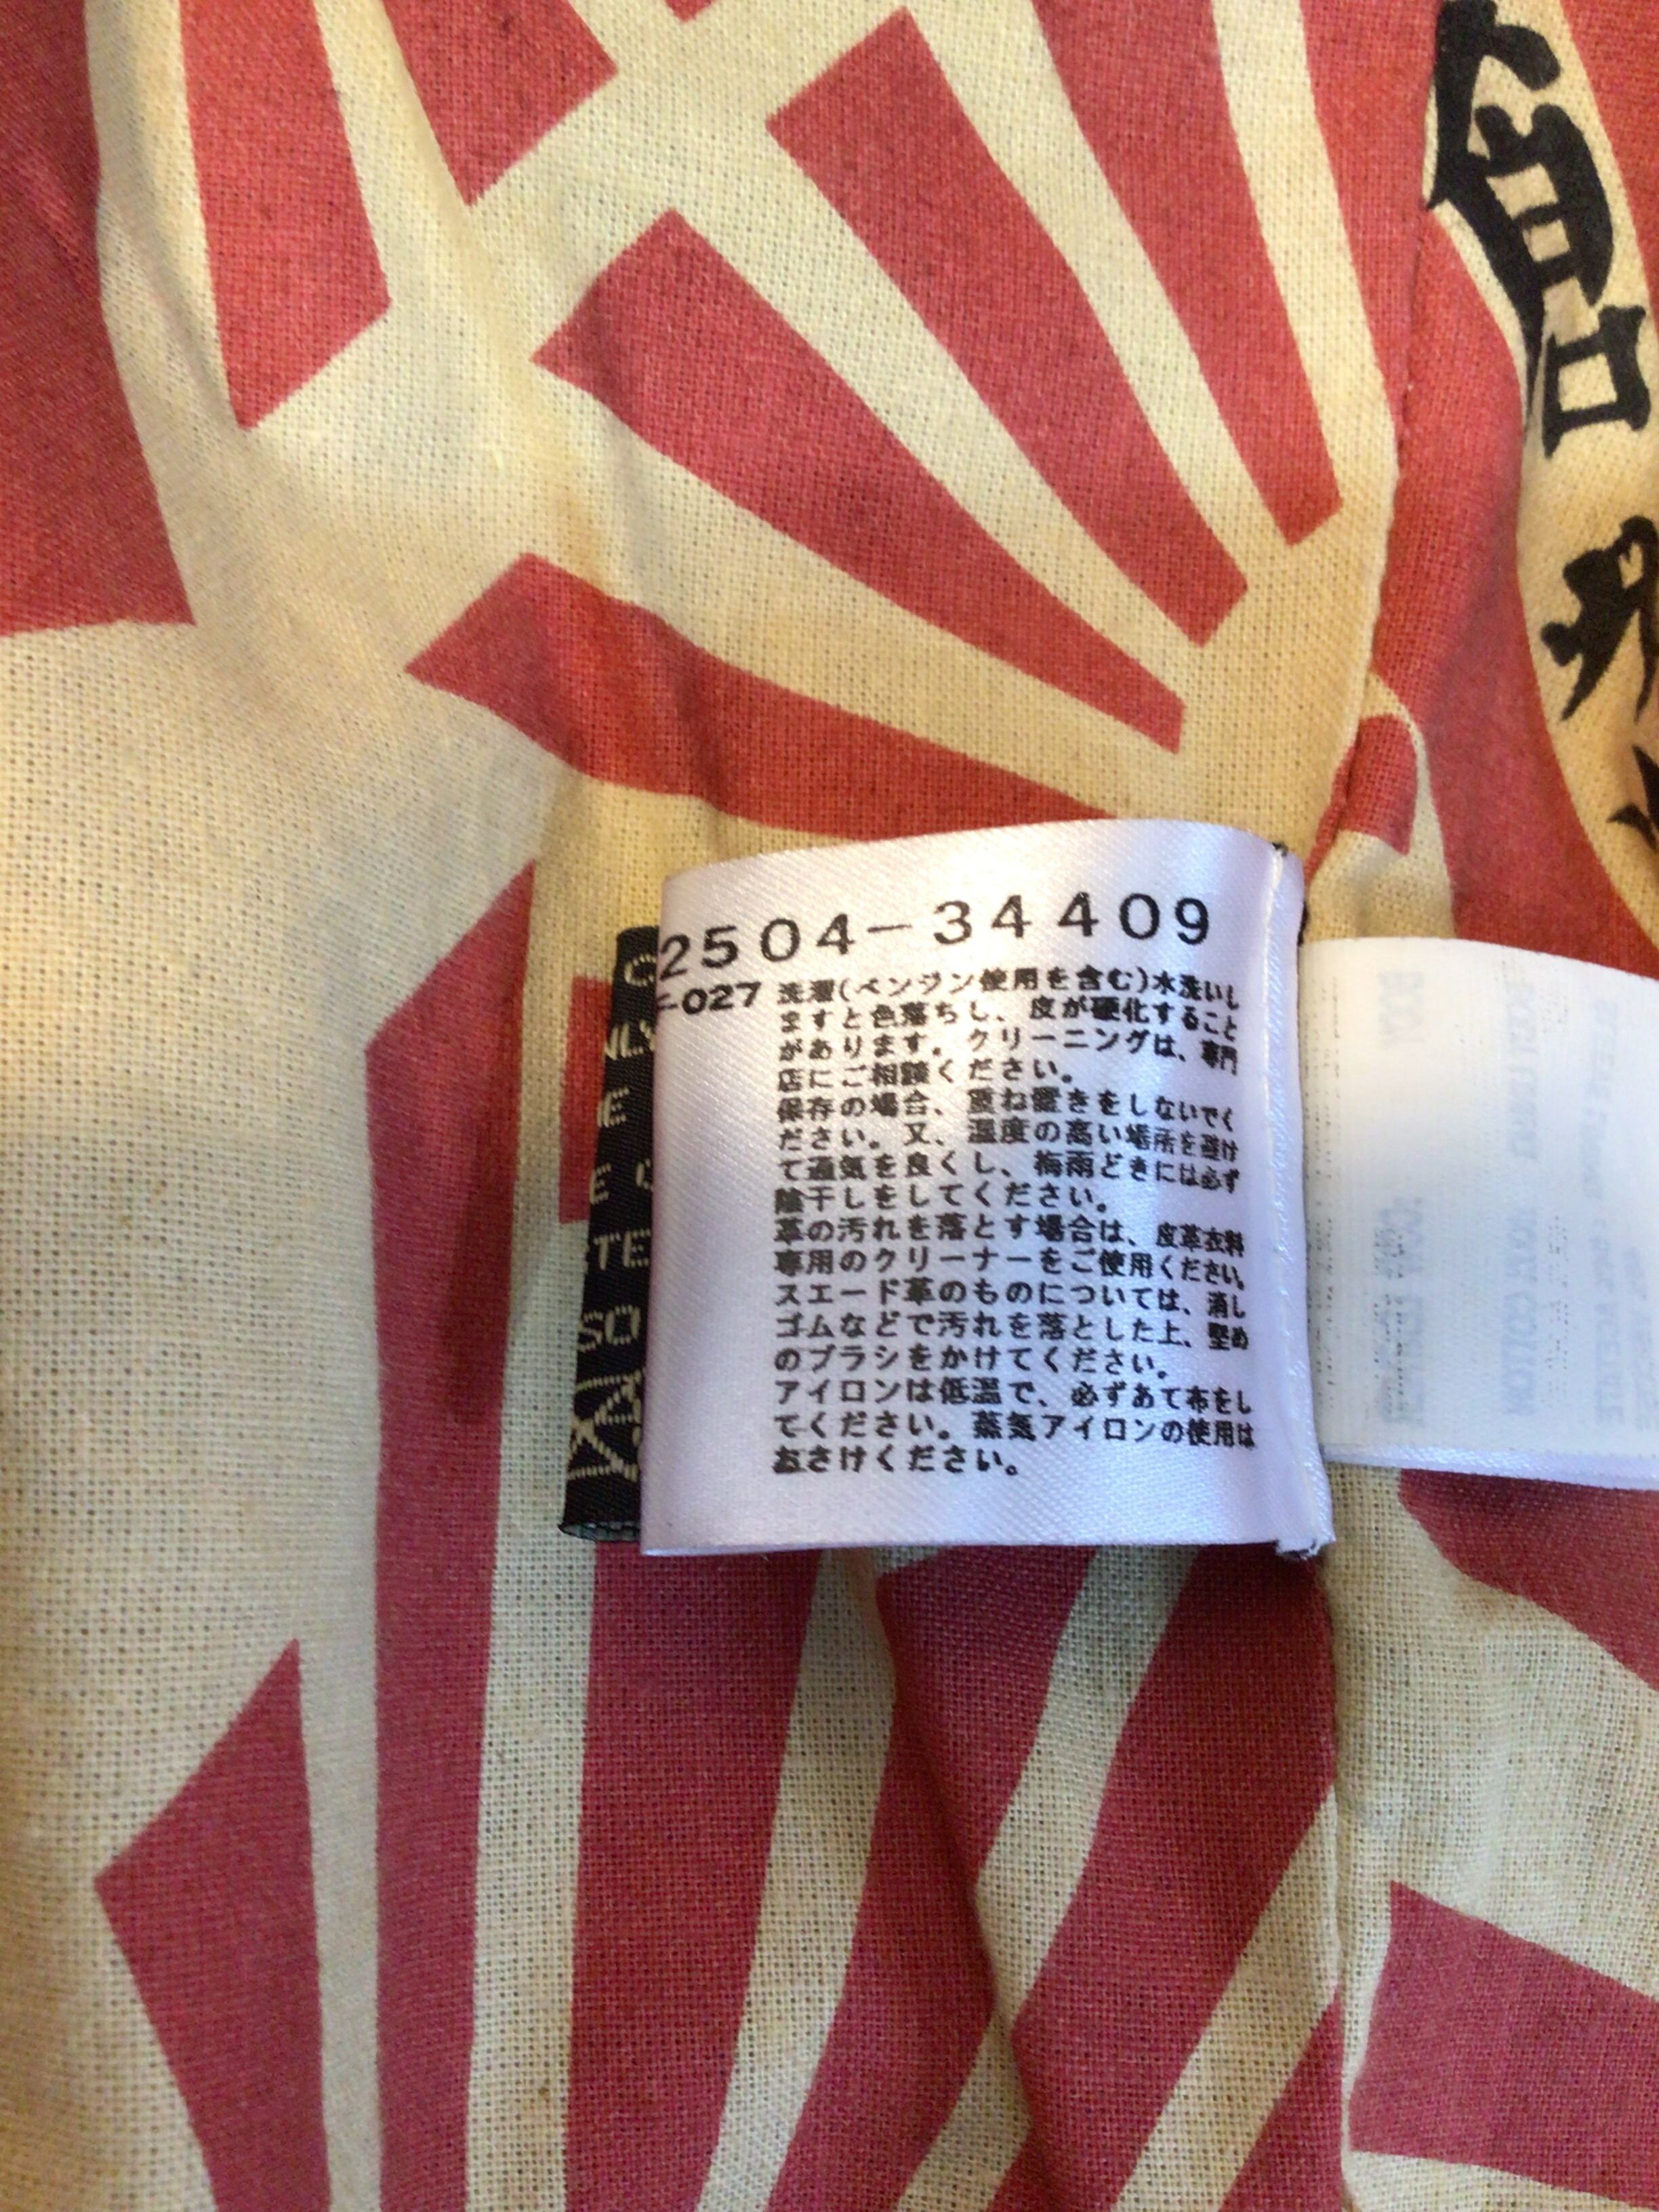 2504-34409
-027 洗濯(ベンジン使用を含む)水洗いし
ますと色落ちし、皮が硬化すること
があります。クリーニングは、専門
店にご相談ください。
保存の場合、重ね置きをしないでく
ださい。又、温度の高い場所を避け
て通気を良くし、梅雨どきには必ず
陰干しをしてください。
革の汚れを落とす場合は、皮革衣料
専用のクリーナーをご使用ください。
スエード革のものについては、消し
ゴムなどで汚れを落とした上、堅め
のブラシをかけてください。
アイロンは低温で、必ずあて布をし
てください。蒸気アイロンの使用は
おさけください。